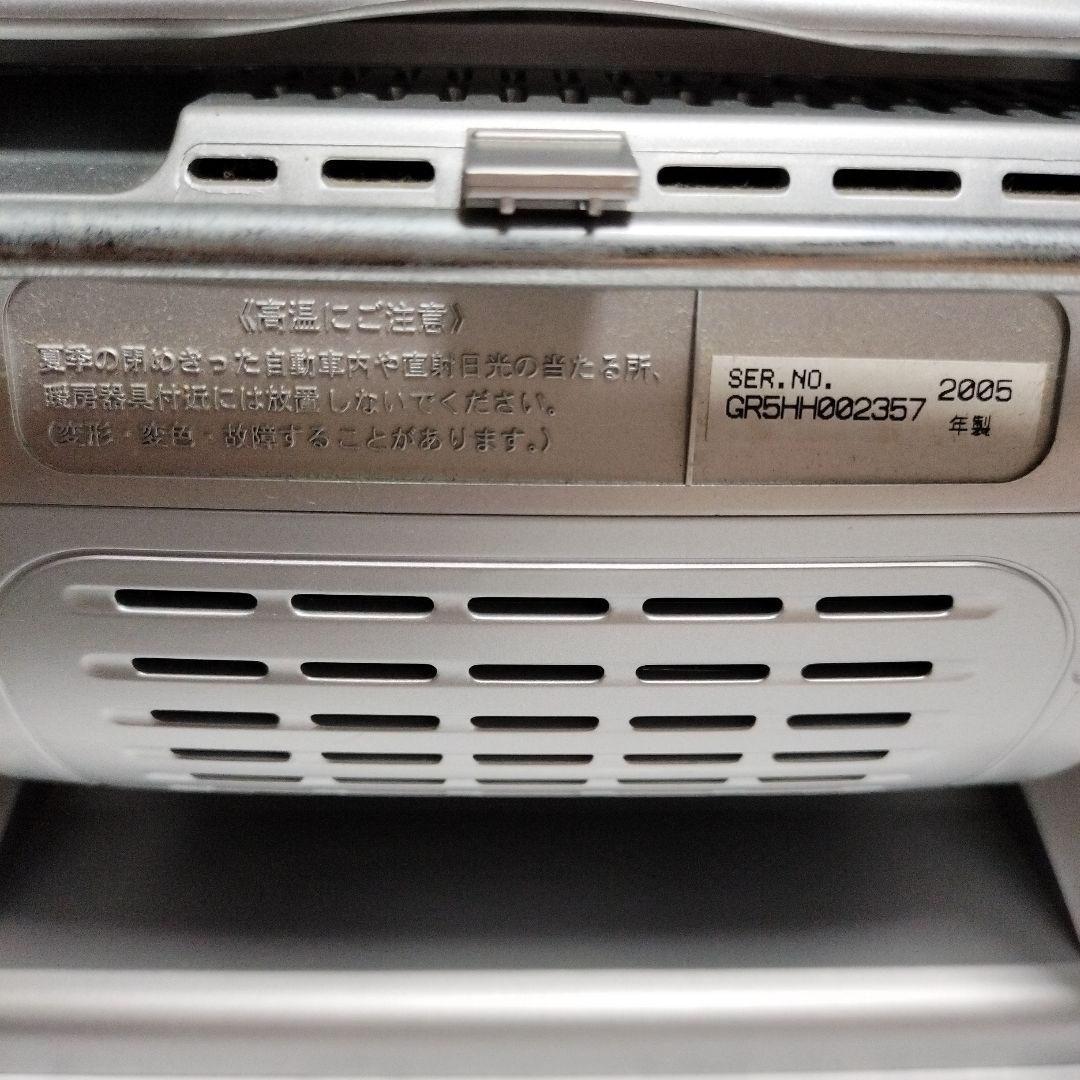 《高温にご注意》
夏季の閉めきった自動車内や直射日光の当たる所、
暖房器具付近には放置しないでください。
(変形・変色・故障することがあります。)
SER.NO.
GR5HH002357
2005
年製